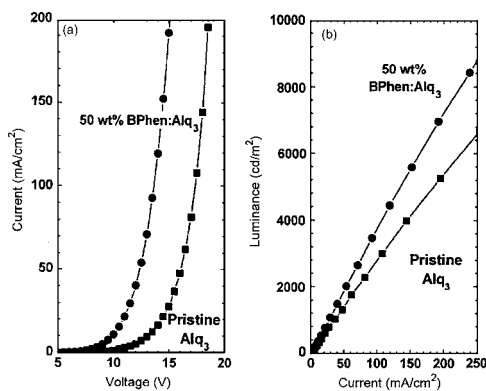 (a)
200
150
100
50
0
Current (mA/cm²)
50 wt% BPhen:Alq₃
Pristine
Alq₃
5 10 15 20
Voltage (V)
(b)
10000
8000
6000
4000
2000
0
Luminance (cd/m²)
50 wt%
BPhen:Alq₃
Pristine
Alq₃
0 50 100 150 200 250
Current (mA/cm²)